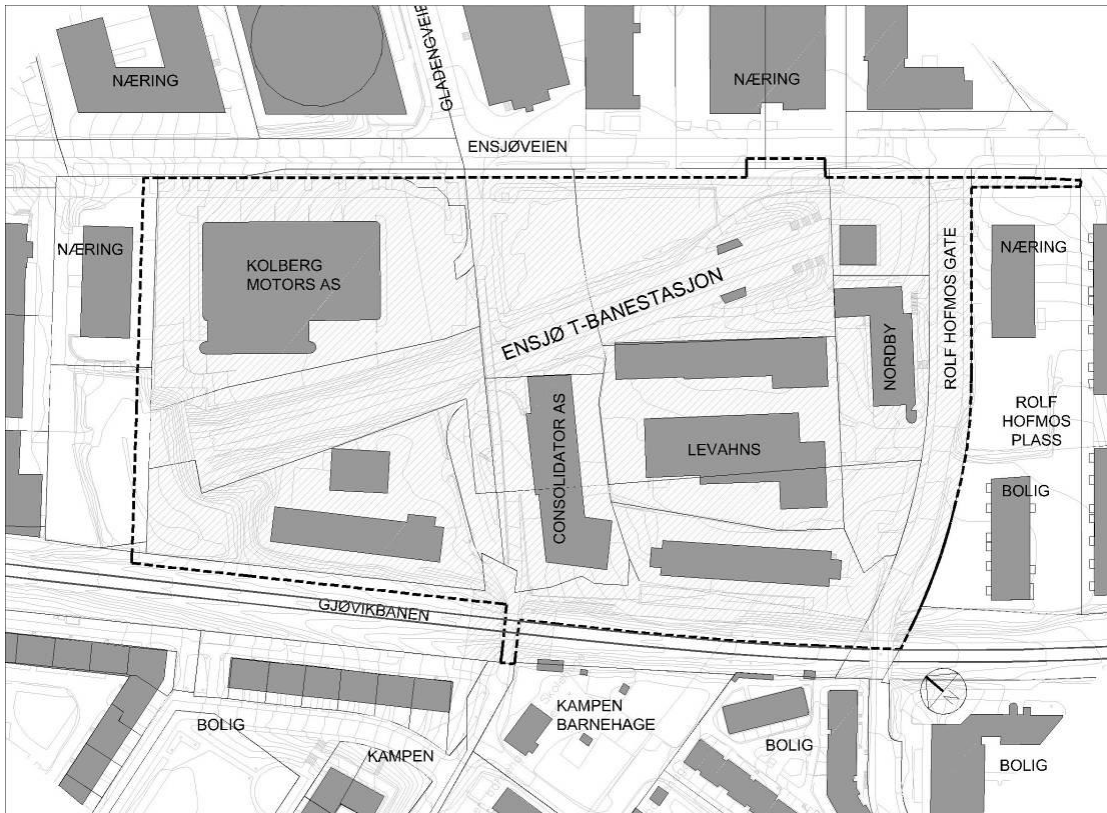 GLADENGVEIE
NÆRING
NÆRING
ENSJØVEIEN
NÆRING
KOLBERG
MOTORS AS
ENSJØ T-BANESTASJON
NORDBY
ROLF HOFMOS GATE
NÆRING
CONSOLIDATOR AS
LEVAHNS
ROLF
HOFMOS
PLASS
BOLIG
GJØVIKBANEN
BOLIG
KAMPEN
KAMPEN
BARNEHAGE
BOLIG
BOLIG